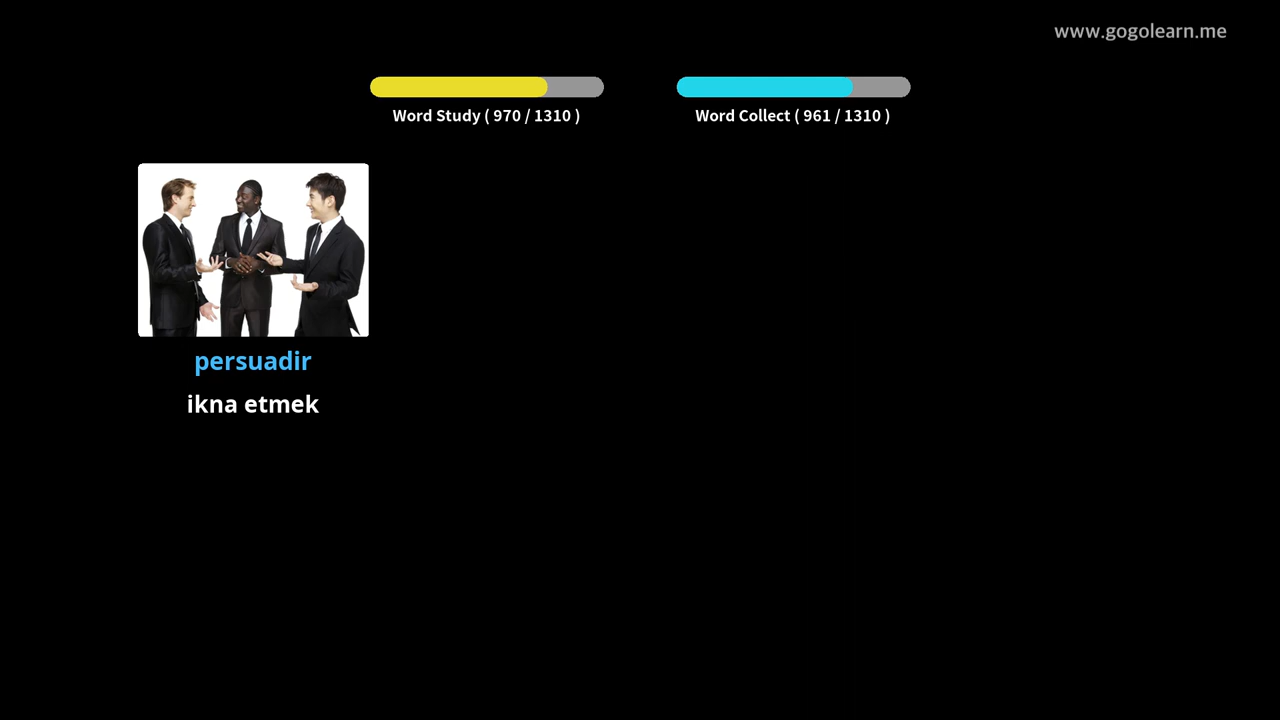 www.gogolearn.me
Word Study ( 970 / 1310 )
Word Collect ( 961 / 1310 )
persuadir
ikna etmek